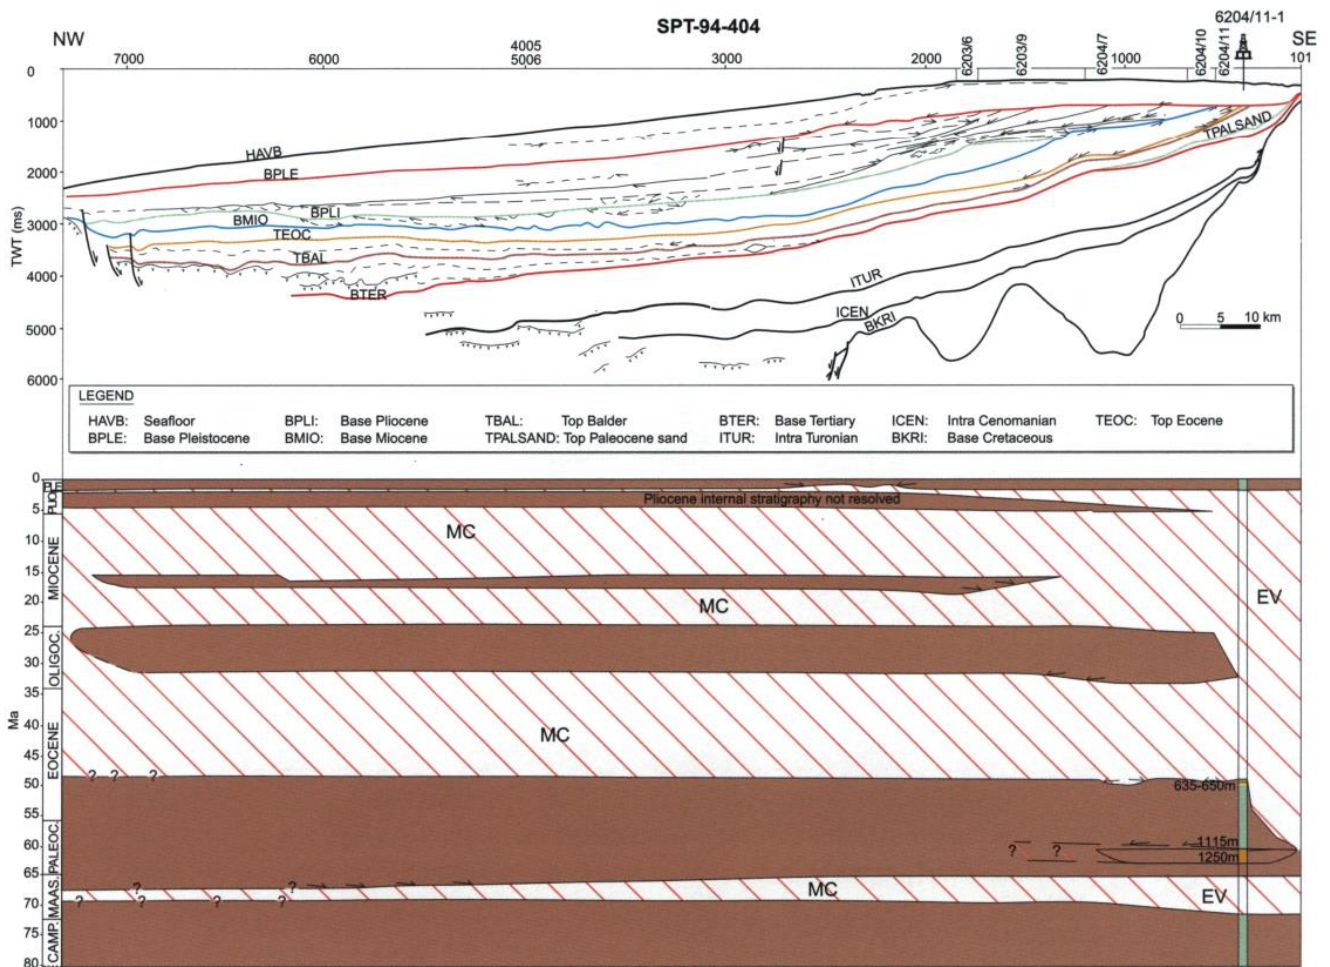 SPT-94-404
6204/11-1
NW
SE
7000
6000
4005
5006
3000
2000
6203/6
6203/9
6204/7
1000
6204/10
6204/11
101
0
1000
2000
3000
4000
5000
6000
TWT (ms)
HAVB
BPLE
BPLI
BMIO
TEOC
TBAL
BTER
TPALSAND
ITUR
ICEN
BKRI
0 5 10 km
LEGEND
HAVB: Seafloor BPLI: Base Pliocene TBAL: Top Balder BTER: Base Tertiary ICEN: Intra Cenomanian TEOC: Top Eocene
BPLE: Base Pleistocene BMIO: Base Miocene TPALSAND: Top Paleocene sand ITUR: Intra Turonian BKRI: Base Cretaceous
0
5
10
15
20
25
30
35
40
45
50
55
60
65
70
75
80
Ma
MIOCENE
OLIGOC.
EOCENE
PALEOC.
MAAS.
CAMP.
Pliocene internal stratigraphy not resolved
MC
MC
EV
MC
? ? ?
635-650m
1115m
? ?
1250m
? ?
MC
? ? ? ?
EV